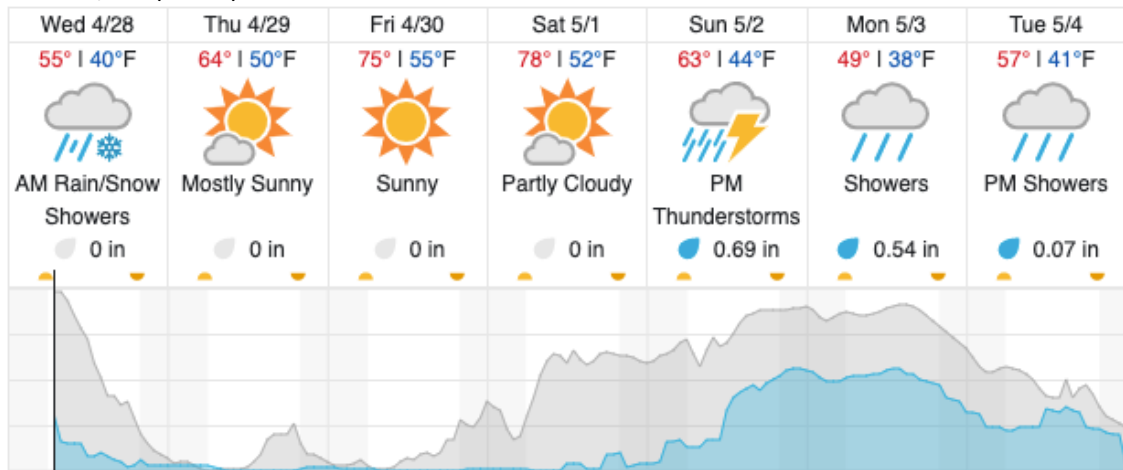 Wed 4/28 Thu 4/29 Fri 4/30 Sat 5/1 Sun 5/2 Mon 5/3 Tue 5/4
55° | 40°F 64° | 50°F 75° | 55°F 78° | 52°F 63° | 44°F 49° | 38°F 57° | 41°F
AM Rain/Snow Mostly Sunny Sunny Partly Cloudy PM Showers PM Showers
Showers Thunderstorms
0 in 0 in 0 in 0 in 0.69 in 0.54 in 0.07 in